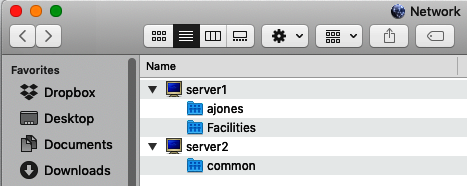 Network
Favorites
Dropbox
Desktop
Documents
Downloads
Name
server1
ajones
Facilities
server2
common